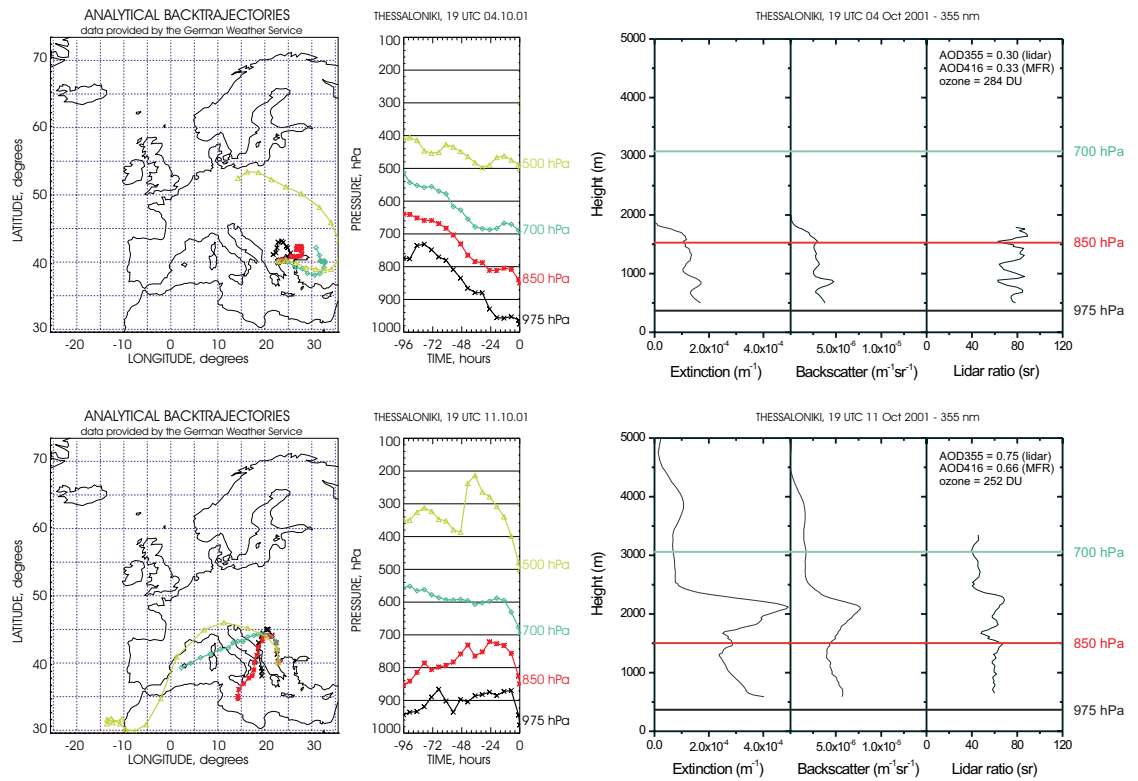 ANALYTICAL BACKTRAJECTORIES
data provided by the German Weather Service
LATITUDE, degrees
70
60
50
40
30
-20 -10 0 10 20 30
LONGITUDE, degrees
THESSALONIKI, 19 UTC 04.10.01
PRESSURE, hPa
100
200
300
400
500
600
700
800
900
1000
500 hPa
700 hPa
850 hPa
975 hPa
-96 -72 -48 -24 0
TIME, hours
THESSALONIKI, 19 UTC 04 Oct 2001 - 355 nm
Height (m)
5000
4000
3000
2000
1000
0
AOD355 = 0.30 (lidar)
AOD416 = 0.33 (MFR)
ozone = 284 DU
700 hPa
850 hPa
975 hPa
0.0 2.0x10⁻⁴ 4.0x10⁻⁴ 5.0x10⁻⁶ 1.0x10⁻⁵ 0 40 80 120
Extinction (m⁻¹) Backscatter (m⁻¹sr⁻¹) Lidar ratio (sr)
ANALYTICAL BACKTRAJECTORIES
data provided by the German Weather Service
LATITUDE, degrees
70
60
50
40
30
-20 -10 0 10 20 30
LONGITUDE, degrees
THESSALONIKI, 19 UTC 11.10.01
PRESSURE, hPa
100
200
300
400
500
600
700
800
900
1000
500 hPa
700 hPa
850 hPa
975 hPa
-96 -72 -48 -24 0
TIME, hours
THESSALONIKI, 19 UTC 11 Oct 2001 - 355 nm
Height (m)
5000
4000
3000
2000
1000
0
AOD355 = 0.75 (lidar)
AOD416 = 0.66 (MFR)
ozone = 252 DU
700 hPa
850 hPa
975 hPa
0.0 2.0x10⁻⁴ 4.0x10⁻⁴ 5.0x10⁻⁶ 1.0x10⁻⁵ 0 40 80 120
Extinction (m⁻¹) Backscatter (m⁻¹sr⁻¹) Lidar ratio (sr)